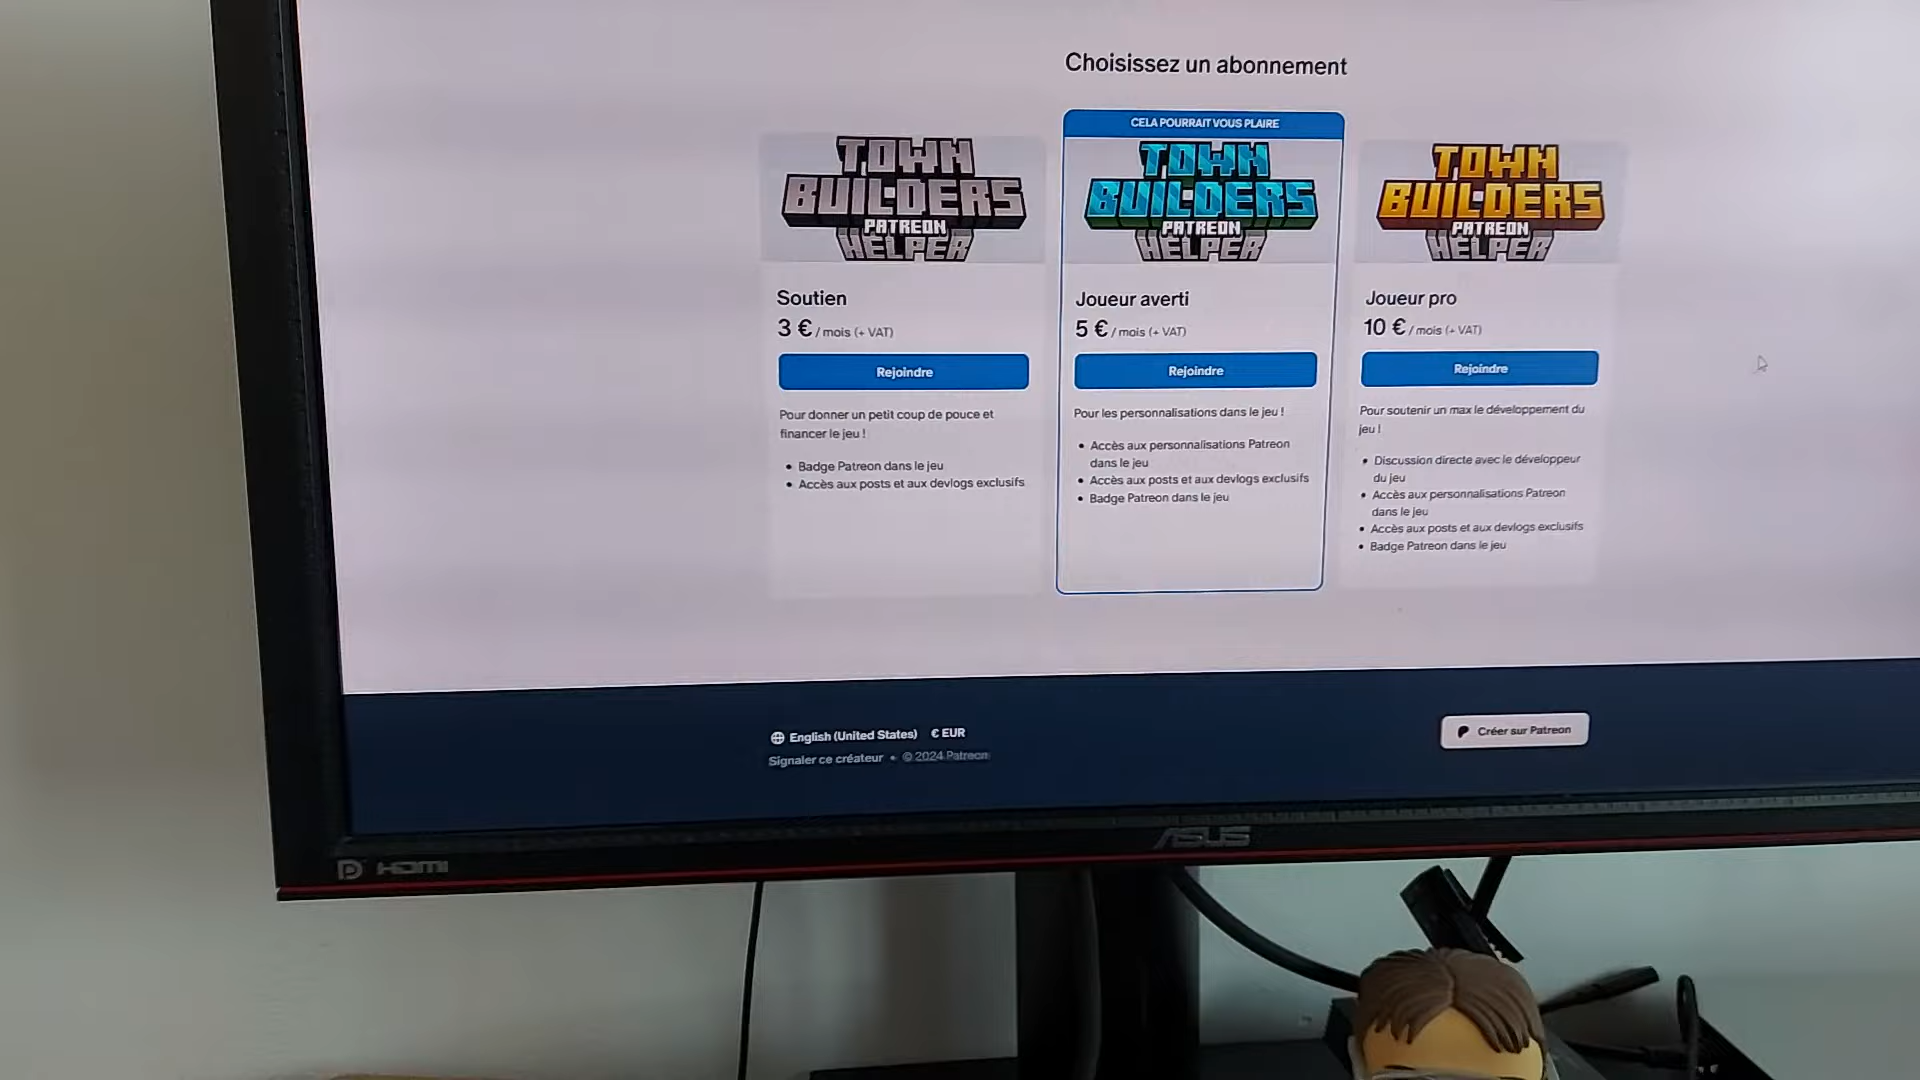 Choisissez un abonnement
TOWN
BUILDERS
PATREON
HELPER
Soutien
3 € / mois (+ VAT)
Rejoindre
Pour donner un petit coup de pouce et
financer le jeu !
• Badge Patreon dans le jeu
• Accès aux posts et aux devlogs exclusifs
CELA POURRAIT VOUS PLAIRE
TOWN
BUILDERS
PATREON
HELPER
Joueur averti
5 € / mois (+ VAT)
Rejoindre
Pour les personnalisations dans le jeu !
• Accès aux personnalisations Patreon
dans le jeu
• Accès aux posts et aux devlogs exclusifs
• Badge Patreon dans le jeu
TOWN
BUILDERS
PATREON
HELPER
Joueur pro
10 € / mois (+ VAT)
Rejoindre
Pour soutenir un max le développement du
jeu !
• Discussion directe avec le développeur
du jeu
• Accès aux personnalisations Patreon
dans le jeu
• Accès aux posts et aux devlogs exclusifs
• Badge Patreon dans le jeu
English (United States) € EUR
Signaler ce créateur • © 2024 Patreon
Créer sur Patreon
HDMI
ASUS